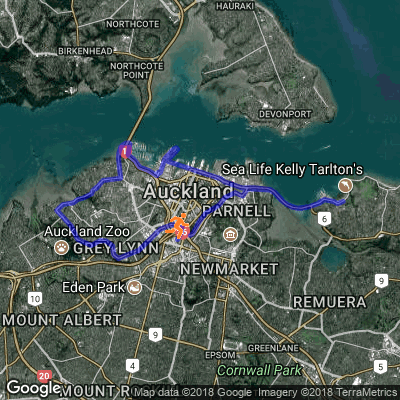 HAURAKI
NORTHCOTE
BIRKENHEAD
NORTHCOTE
POINT
DEVONPORT
1
Sea Life Kelly Tarlton's
Auckland
PARNELL
6
Auckland Zoo
GREY LYNN
5
NEWMARKET
Eden Park
10
REMUERA
MOUNT ALBERT
9
GREENLANE
EPSOM
4
9
Cornwall Park
20
MOUNT R
Google
Map data ©2018 Google Imagery ©2018 TerraMetrics